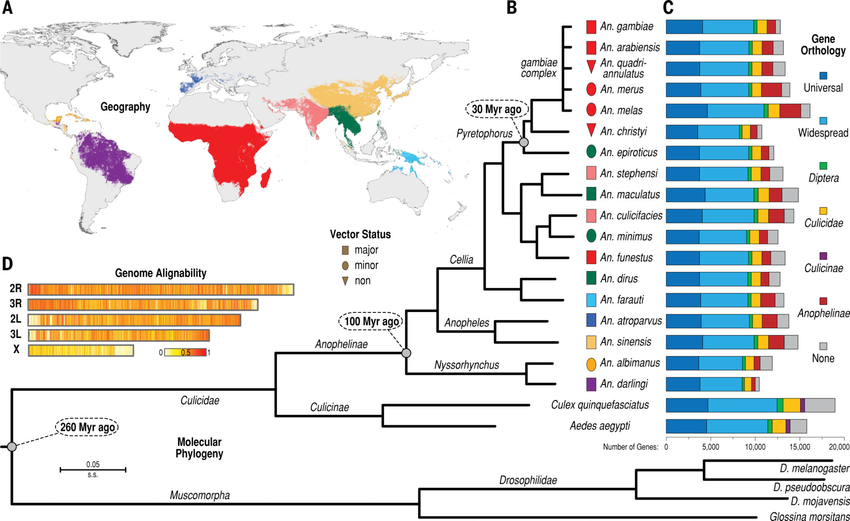 A
Geography
Vector Status
major
minor
non
B
gambiae
complex
30 Myr ago
Pyretophorus
Cellia
100 Myr ago
Anopheles
Anophelinae
Nyssorhynchus
Culicidae
Culicinae
260 Myr ago
Molecular
Phylogeny
0.05
s.s.
Muscomorpha
Drosophilidae
An. gambiae
An. arabiensis
An. quadri-
annulatus
An. merus
An. melas
An. christyi
An. epiroticus
An. stephensi
An. maculatus
An. culicifacies
An. minimus
An. funestus
An. dirus
An. farauti
An. atroparvus
An. sinensis
An. albimanus
An. darlingi
Culex quinquefasciatus
Aedes aegypti
D. melanogaster
D. pseudoobscura
D. mojavensis
Glossina morsitans
C
Gene
Orthology
Universal
Widespread
Diptera
Culicidae
Culicinae
Anophelinae
None
Number of Genes: 0 5,000 10,000 15,000 20,000
D
Genome Alignability
2R
3R
2L
3L
X
0 0.5 1